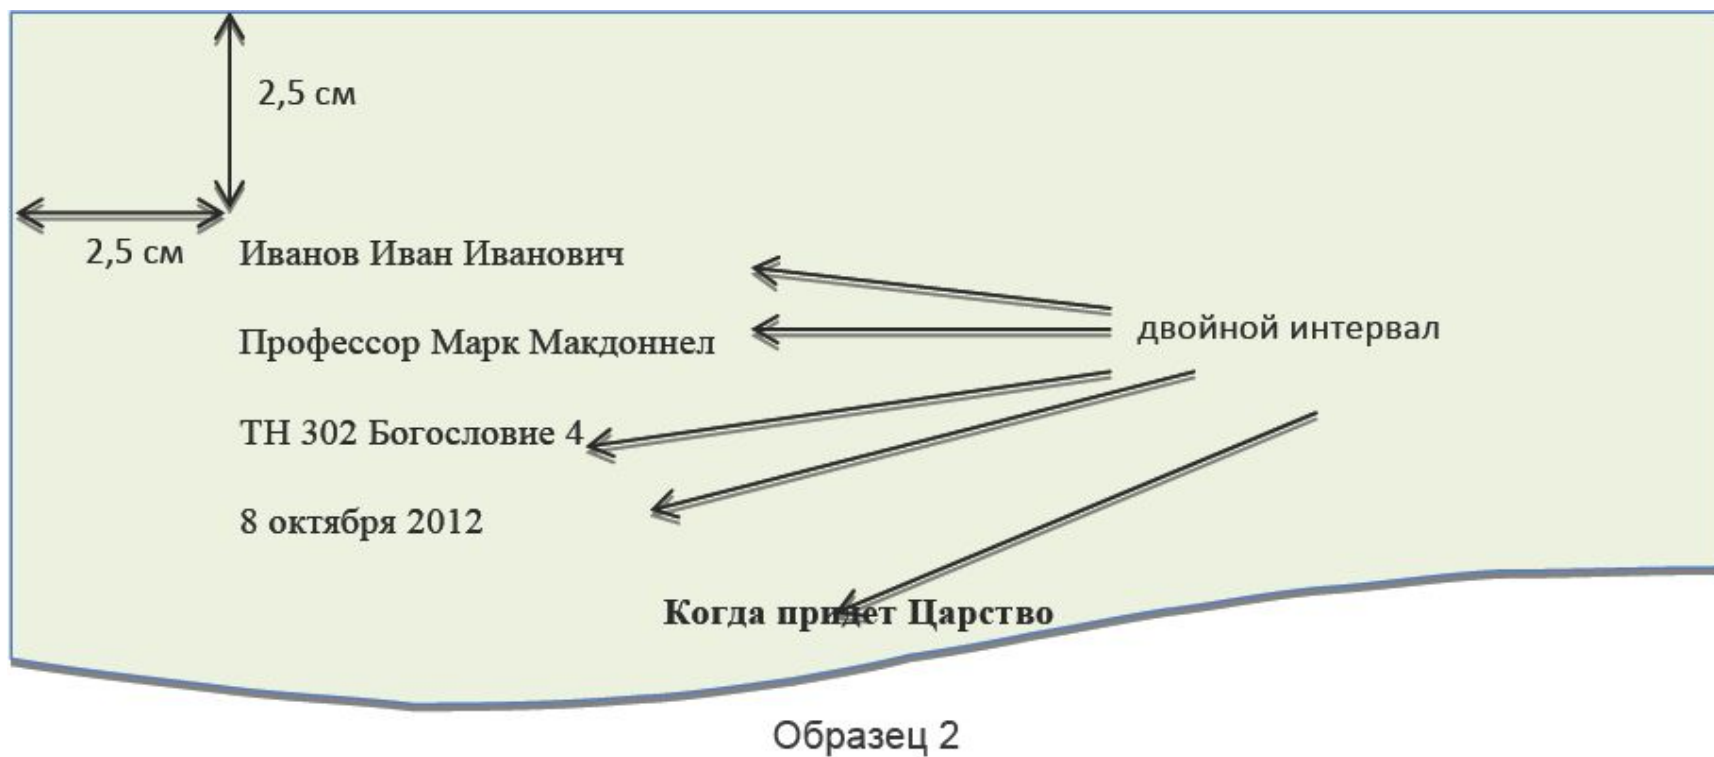 2,5 см
2,5 см
Иванов Иван Иванович
Профессор Марк Макдоннел
двойной интервал
ТН 302 Богословие 4
8 октября 2012
Когда придет Царство
Образец 2